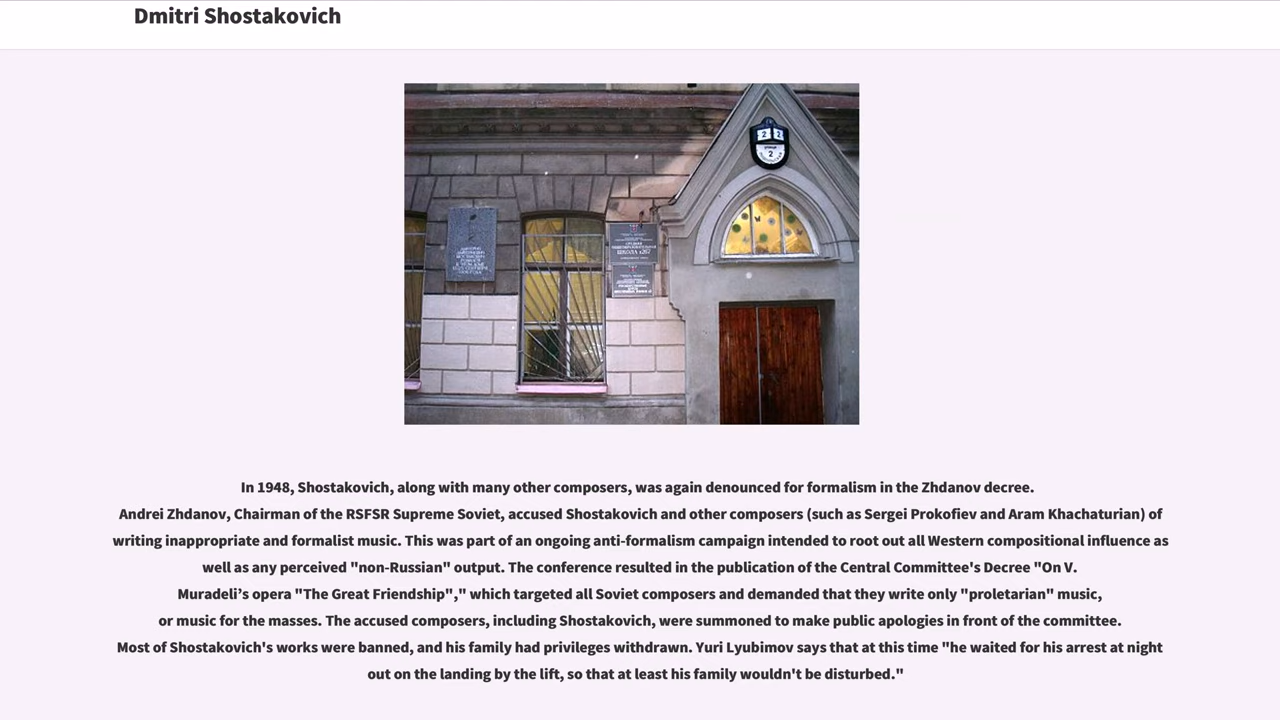 Dmitri Shostakovich
2 2
2
ШКОЛА №267
In 1948, Shostakovich, along with many other composers, was again denounced for formalism in the Zhdanov decree.
Andrei Zhdanov, Chairman of the RSFSR Supreme Soviet, accused Shostakovich and other composers (such as Sergei Prokofiev and Aram Khachaturian) of
writing inappropriate and formalist music. This was part of an ongoing anti-formalism campaign intended to root out all Western compositional influence as
well as any perceived "non-Russian" output. The conference resulted in the publication of the Central Committee's Decree "On V.
Muradeli’s opera "The Great Friendship"," which targeted all Soviet composers and demanded that they write only "proletarian" music,
or music for the masses. The accused composers, including Shostakovich, were summoned to make public apologies in front of the committee.
Most of Shostakovich's works were banned, and his family had privileges withdrawn. Yuri Lyubimov says that at this time "he waited for his arrest at night
out on the landing by the lift, so that at least his family wouldn't be disturbed."